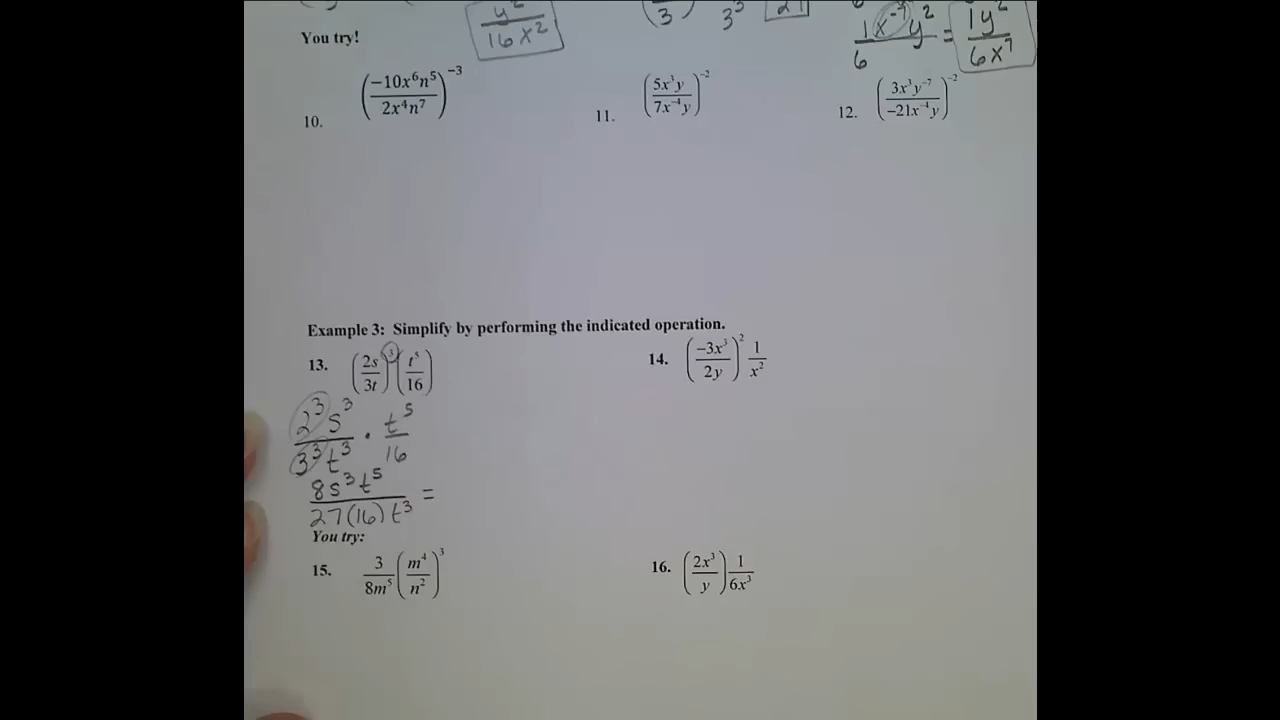 y²/16x²
3 3³ 27
1x⁻⁷y²/6 = 1y²/6x⁷
You try!
10. (−10x⁶n⁵/2x⁴n⁷)⁻³
11. (5x³y/7x⁻⁴y)⁻²
12. (3x³y⁻⁷/−21x⁻⁴y)⁻²
Example 3: Simplify by performing the indicated operation.
13. (2s/3t)³(t⁵/16)
14. (−3x³/2y)² 1/x²
2³s³/3³t³ · t⁵/16
8s³t⁵/27(16)t³ =
You try:
15. 3/8m⁵ (m⁴/n²)³
16. (2x³/y) 1/6x³